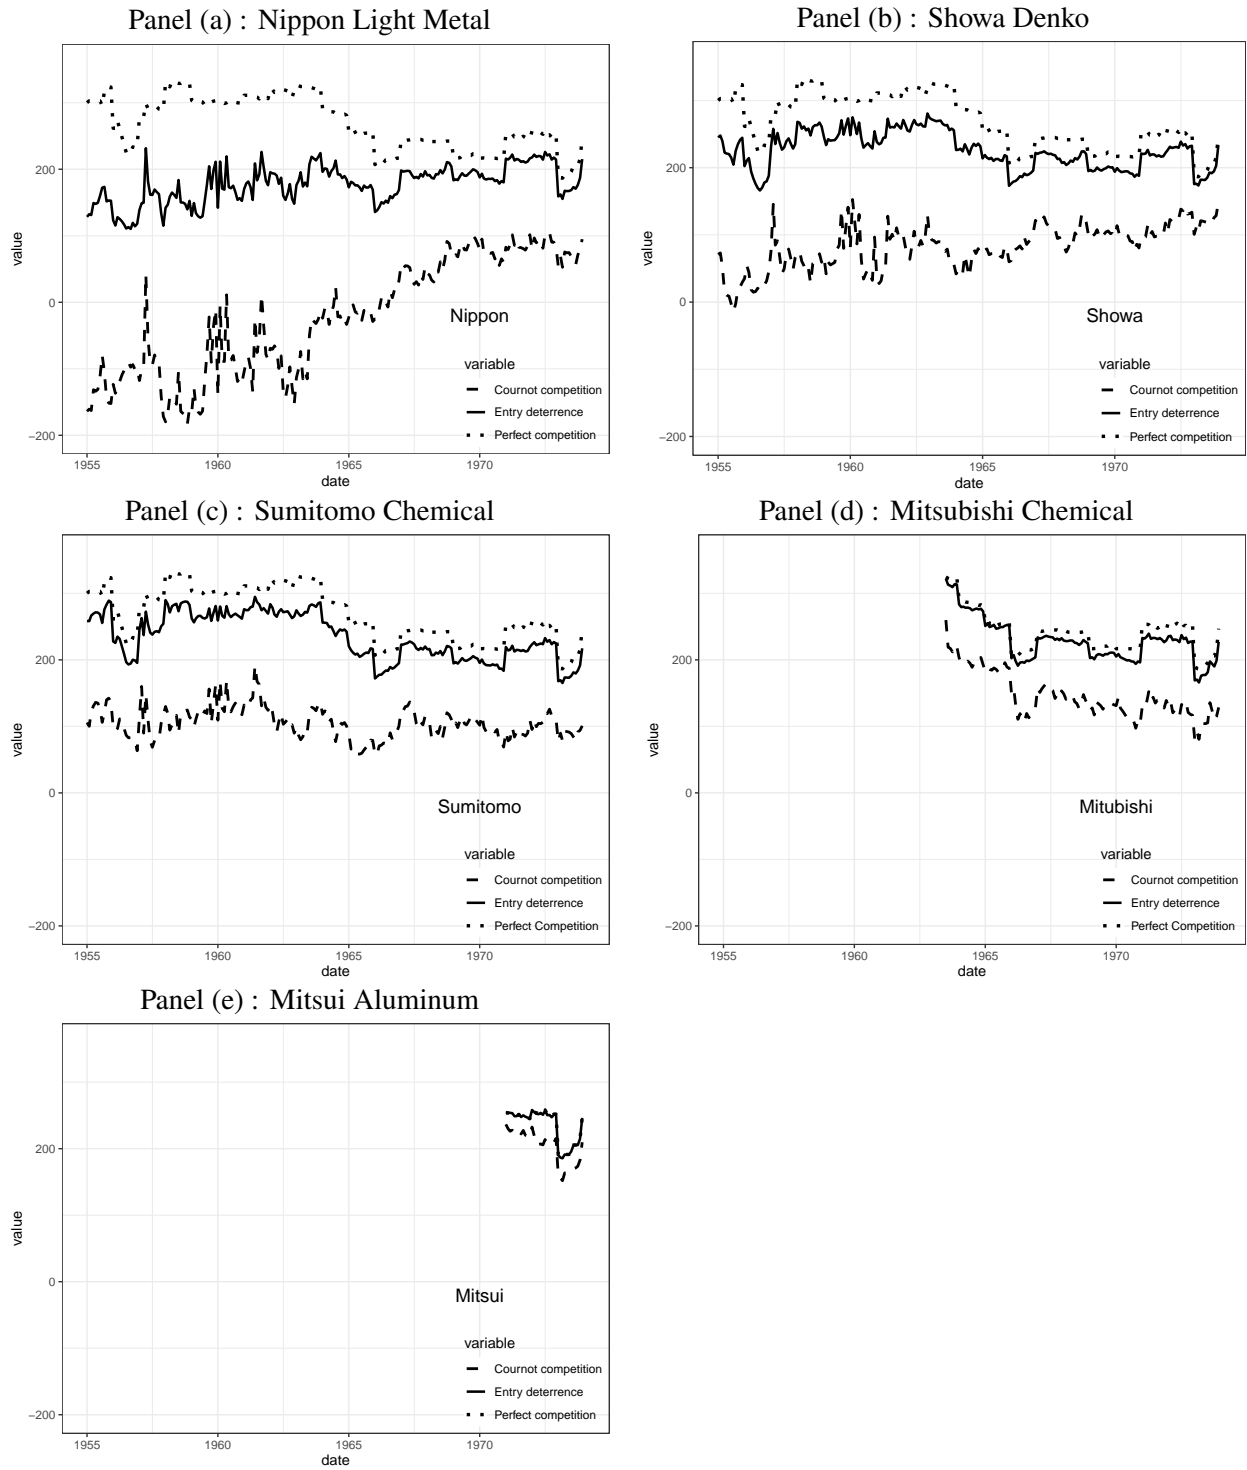 Panel (a) : Nippon Light Metal
value
200
0
−200
1955
1960
1965
1970
date
Nippon
variable
Cournot competition
Entry deterrence
Perfect competition
Panel (b) : Showa Denko
value
200
0
−200
1955
1960
1965
1970
date
Showa
variable
Cournot competition
Entry deterrence
Perfect competition
Panel (c) : Sumitomo Chemical
value
200
0
−200
1955
1960
1965
1970
date
Sumitomo
variable
Cournot competition
Entry deterrence
Perfect Competition
Panel (d) : Mitsubishi Chemical
value
200
0
−200
1955
1960
1965
1970
date
Mitubishi
variable
Cournot competition
Entry deterrence
Perfect competition
Panel (e) : Mitsui Aluminum
value
200
0
−200
1955
1960
1965
1970
date
Mitsui
variable
Cournot competition
Entry deterrence
Perfect competition